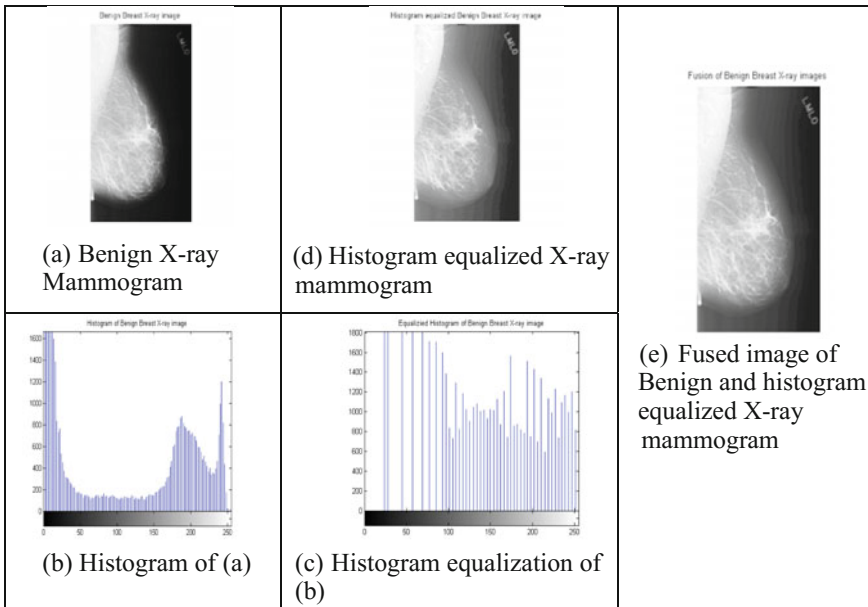 Benign Breast X-ray image
LMLO
(a) Benign X-ray
Mammogram
Histogram equalized Benign Breast X-ray image
LMLO
(d) Histogram equalized X-ray
mammogram
Fusion of Benign Breast X-ray images
LMLO
(e) Fused image of
Benign and histogram
equalized X-ray
mammogram
Histogram of Benign Breast X-ray image
1600
1400
1200
1000
800
600
400
200
0
0 50 100 150 200 250
(b) Histogram of (a)
Equalizied Histogram of Benign Breast X-ray image
1800
1600
1400
1200
1000
800
600
400
200
0
0 50 100 150 200 250
(c) Histogram equalization of
(b)